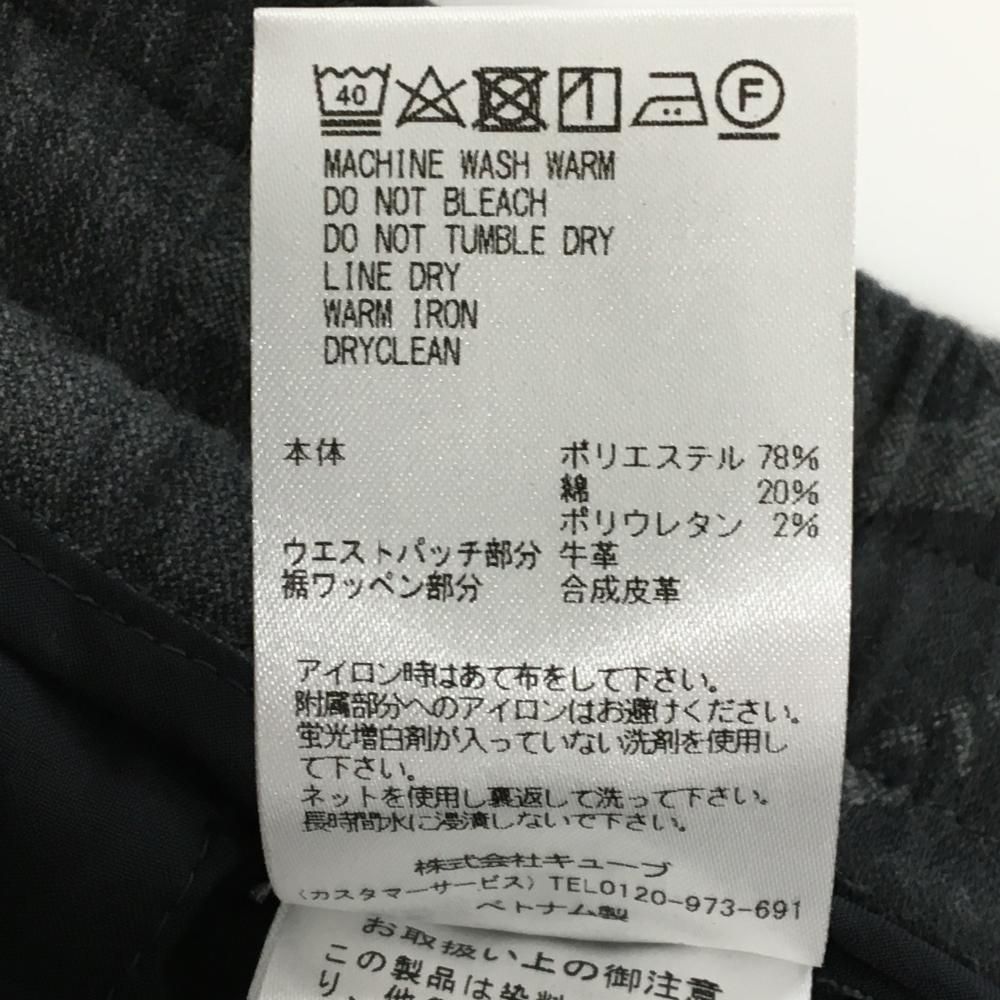 40 F
MACHINE WASH WARM
DO NOT BLEACH
DO NOT TUMBLE DRY
LINE DRY
WARM IRON
DRYCLEAN
本体 ポリエステル 78%
綿 20%
ポリウレタン 2%
ウエストパッチ部分 牛革
裾ワッペン部分 合成皮革
アイロン時はあて布をして下さい。
附属部分へのアイロンはお避けください。
蛍光増白剤が入っていない洗剤を使用し
て下さい。
ネットを使用し裏返して洗って下さい。
長時間水に浸漬しないで下さい。
株式会社キューブ
(カスタマーサービス) TEL0120-973-691
ベトナム製
お取扱い上の御注意
この製品は染料
り、他の